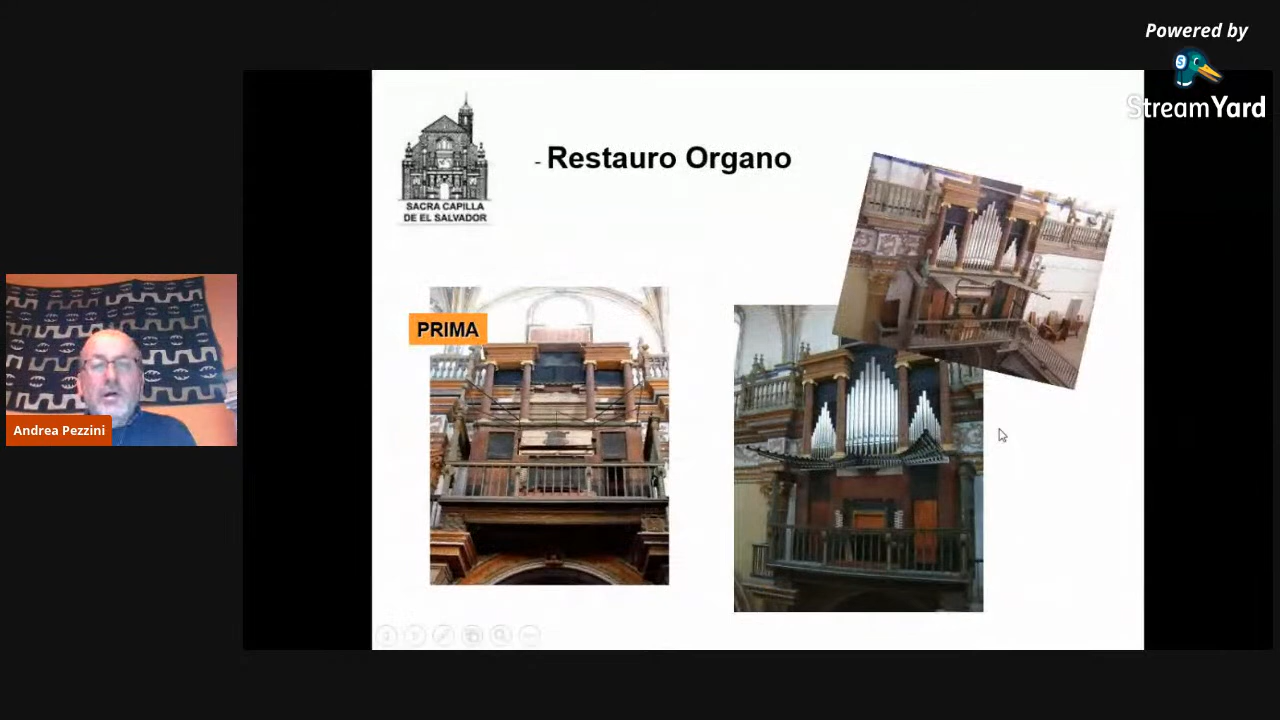 Powered by
StreamYard
- Restauro Organo
SACRA CAPILLA
DE EL SALVADOR
PRIMA
Andrea Pezzini